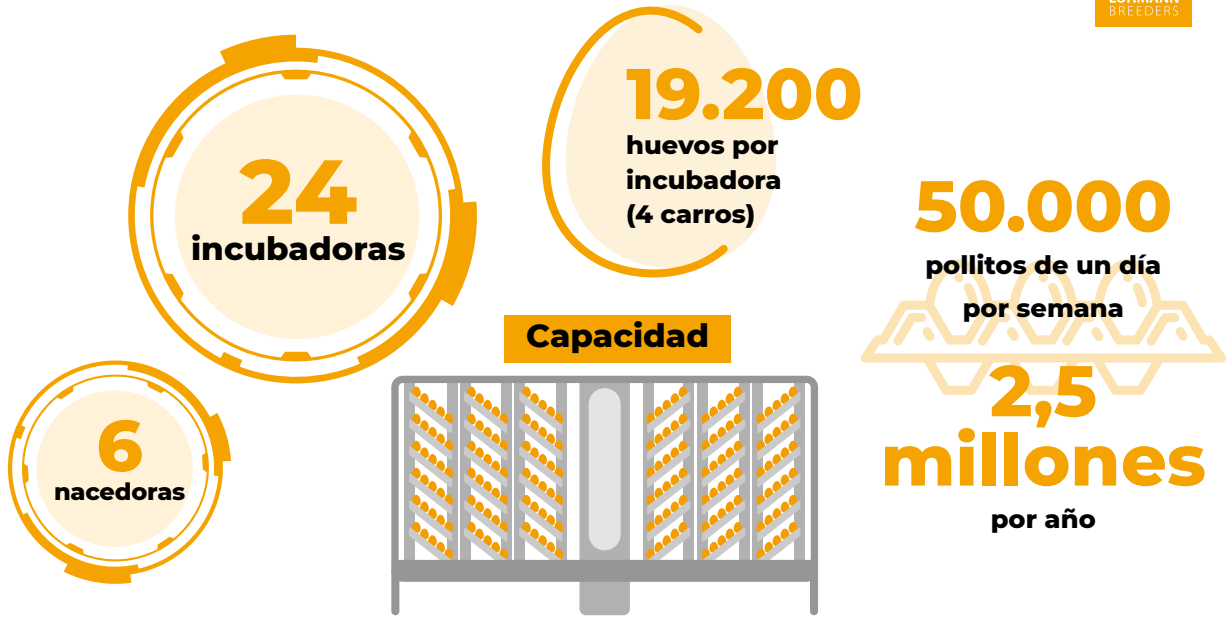 BREEDERS
24
incubadoras
19.200
huevos por
incubadora
(4 carros)
50.000
pollitos de un día
por semana
2,5
millones
por año
Capacidad
6
nacedoras